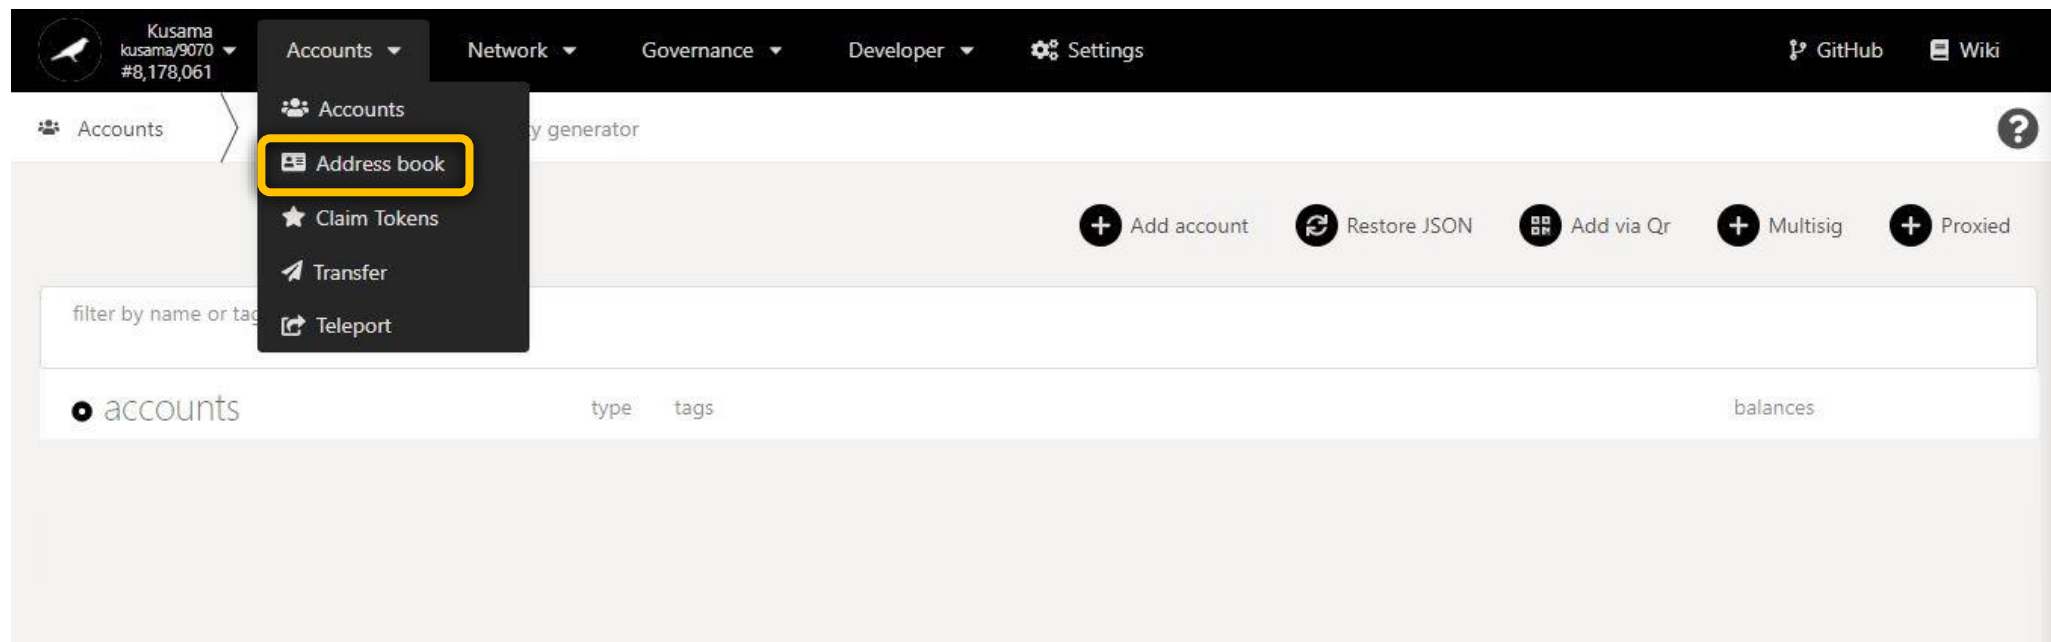 Kusama
kusama/9070
#8,178,061
Accounts
Network
Governance
Developer
Settings
GitHub
Wiki
Accounts
Address book
Claim Tokens
Transfer
Teleport
Accounts
generator
Add account
Restore JSON
Add via Qr
Multisig
Proxied
filter by name or
accounts
type
tags
balances